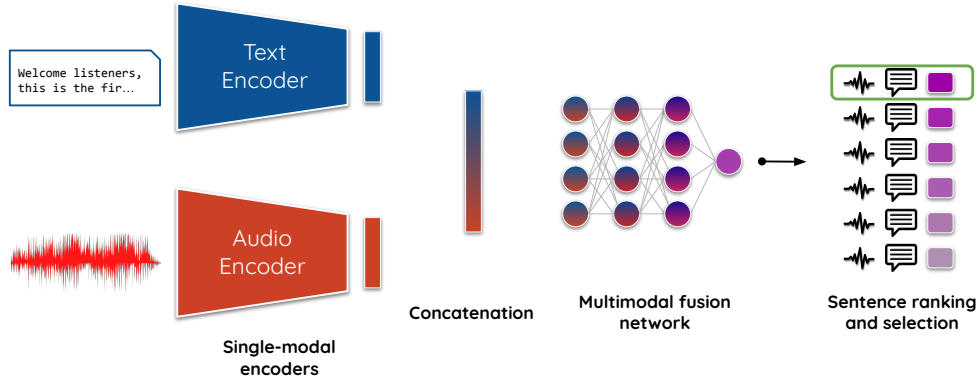 Welcome listeners,
this is the fir...
Text
Encoder
Audio
Encoder
Single-modal
encoders
Concatenation
Multimodal fusion
network
Sentence ranking
and selection